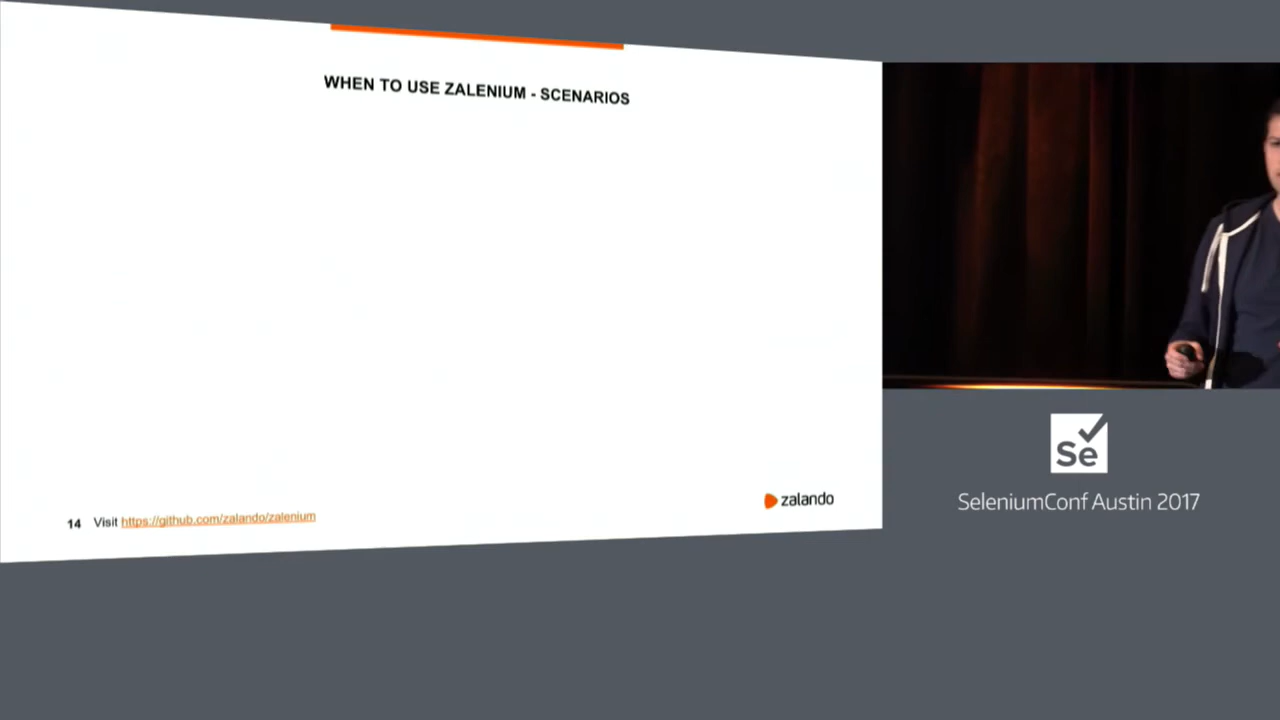 WHEN TO USE ZALENIUM - SCENARIOS
zalando
14 Visit https://github.com/zalando/zalenium
Se
SeleniumConf Austin 2017